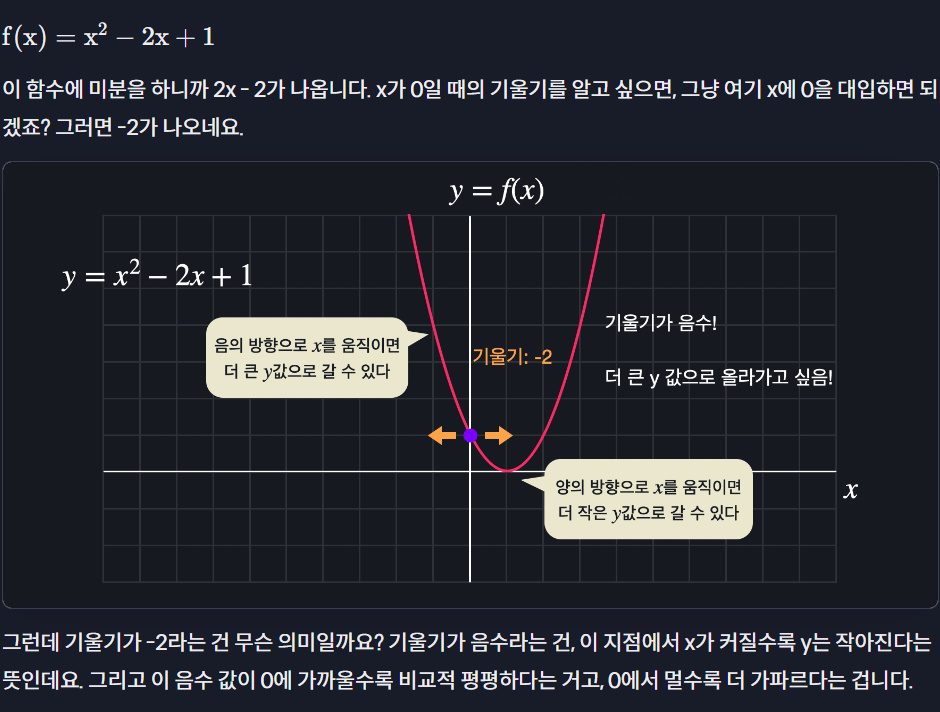 f(x) = x² − 2x + 1
이 함수에 미분을 하니까 2x - 2가 나옵니다. x가 0일 때의 기울기를 알고 싶으면, 그냥 여기 x에 0을 대입하면 되
겠죠? 그러면 -2가 나오네요.
y = f(x)
y = x² − 2x + 1
음의 방향으로 x를 움직이면
더 큰 y값으로 갈 수 있다
기울기: -2
기울기가 음수!
더 큰 y 값으로 올라가고 싶음!
양의 방향으로 x를 움직이면
더 작은 y값으로 갈 수 있다
x
그런데 기울기가 -2라는 건 무슨 의미일까요? 기울기가 음수라는 건, 이 지점에서 x가 커질수록 y는 작아진다는
뜻인데요. 그리고 이 음수 값이 0에 가까울수록 비교적 평평하다는 거고, 0에서 멀수록 더 가파르다는 겁니다.